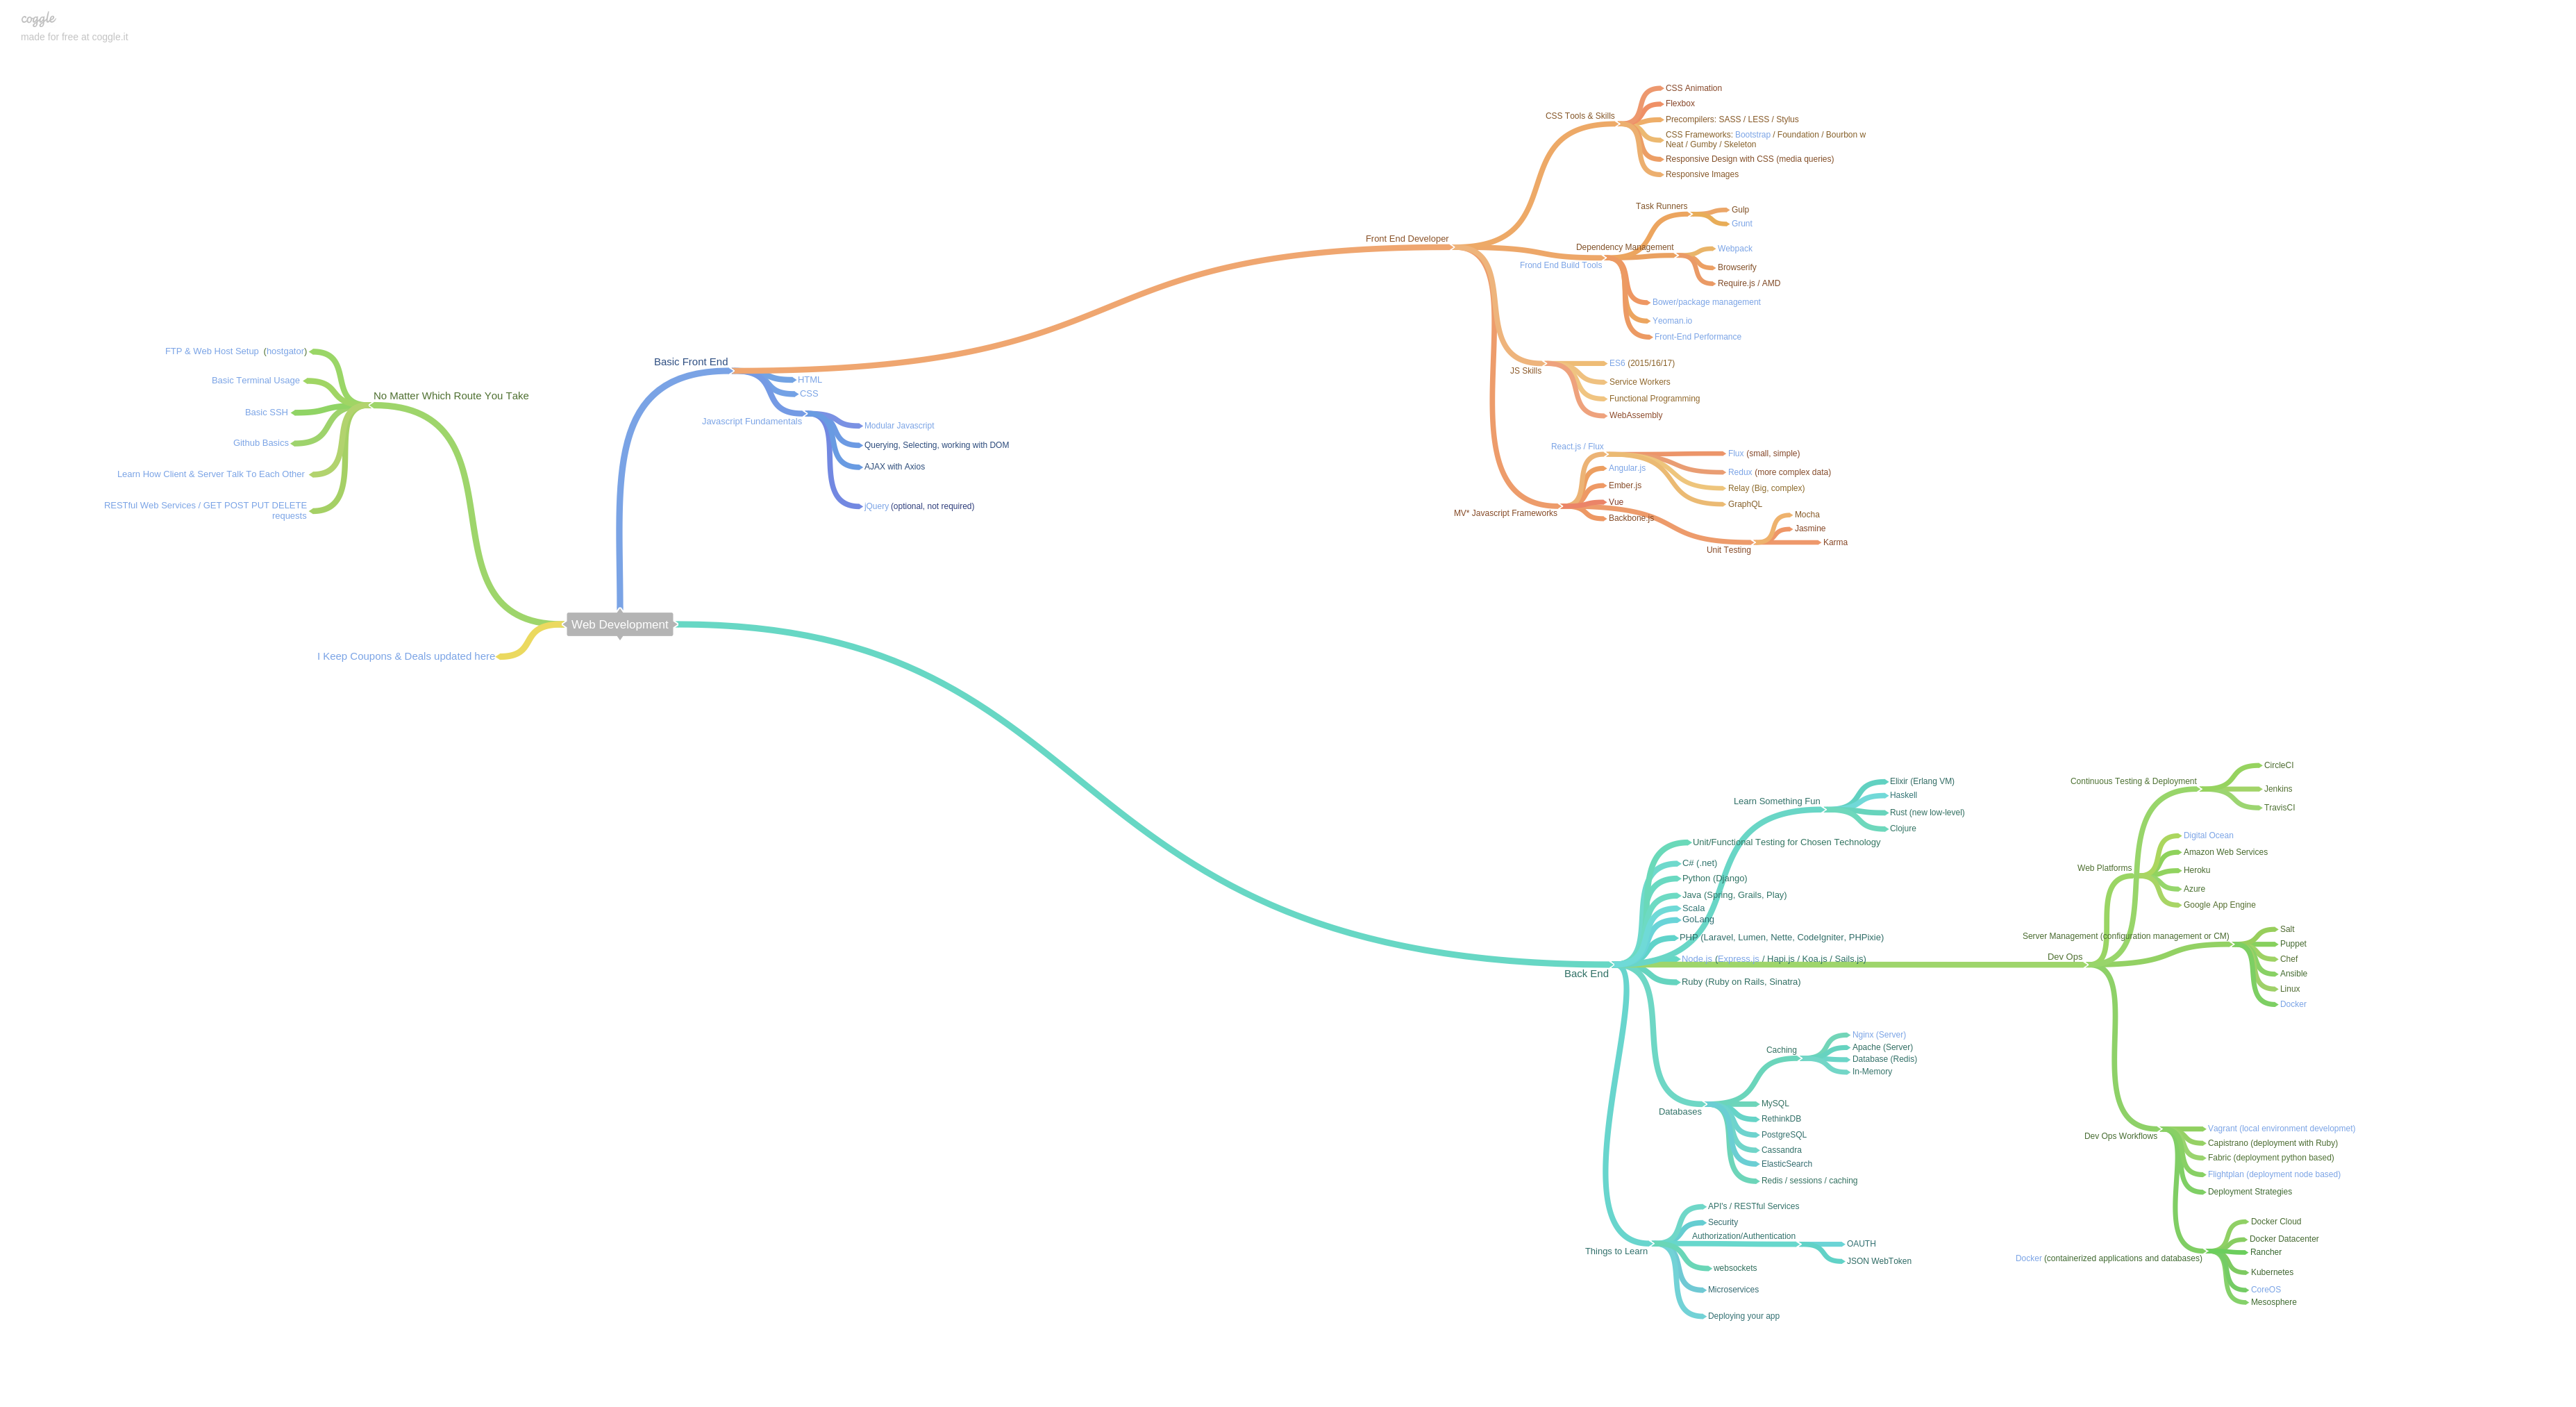 coggle
made for free at coggle.it
Web Development
No Matter Which Route You Take
FTP & Web Host Setup (hostgator)
Basic Terminal Usage
Basic SSH
Github Basics
Learn How Client & Server Talk To Each Other
RESTful Web Services / GET POST PUT DELETE
requests
I Keep Coupons & Deals updated here
Basic Front End
HTML
CSS
Javascript Fundamentals
Modular Javascript
Querying, Selecting, working with DOM
AJAX with Axios
jQuery (optional, not required)
Front End Developer
CSS Tools & Skills
CSS Animation
Flexbox
Precompilers: SASS / LESS / Stylus
CSS Frameworks: Bootstrap / Foundation / Bourbon w
Neat / Gumby / Skeleton
Responsive Design with CSS (media queries)
Responsive Images
Frond End Build Tools
Task Runners
Gulp
Grunt
Dependency Management
Webpack
Browserify
Require.js / AMD
Bower/package management
Yeoman.io
Front-End Performance
JS Skills
ES6 (2015/16/17)
Service Workers
Functional Programming
WebAssembly
MV* Javascript Frameworks
React.js / Flux
Flux (small, simple)
Redux (more complex data)
Relay (Big, complex)
GraphQL
Angular.js
Ember.js
Vue
Backbone.js
Unit Testing
Mocha
Jasmine
Karma
Back End
Learn Something Fun
Elixir (Erlang VM)
Haskell
Rust (new low-level)
Clojure
Unit/Functional Testing for Chosen Technology
C# (.net)
Python (Django)
Java (Spring, Grails, Play)
Scala
GoLang
PHP (Laravel, Lumen, Nette, CodeIgniter, PHPixie)
Node.js (Express.js / Hapi.js / Koa.js / Sails.js)
Ruby (Ruby on Rails, Sinatra)
Databases
Caching
Nginx (Server)
Apache (Server)
Database (Redis)
In-Memory
MySQL
RethinkDB
PostgreSQL
Cassandra
ElasticSearch
Redis / sessions / caching
Things to Learn
API's / RESTful Services
Security
Authorization/Authentication
OAUTH
JSON WebToken
websockets
Microservices
Deploying your app
Dev Ops
Continuous Testing & Deployment
CircleCI
Jenkins
TravisCI
Web Platforms
Digital Ocean
Amazon Web Services
Heroku
Azure
Google App Engine
Server Management (configuration management or CM)
Salt
Puppet
Chef
Ansible
Linux
Docker
Dev Ops Workflows
Vagrant (local environment developmet)
Capistrano (deployment with Ruby)
Fabric (deployment python based)
Flightplan (deployment node based)
Deployment Strategies
Docker (containerized applications and databases)
Docker Cloud
Docker Datacenter
Rancher
Kubernetes
CoreOS
Mesosphere